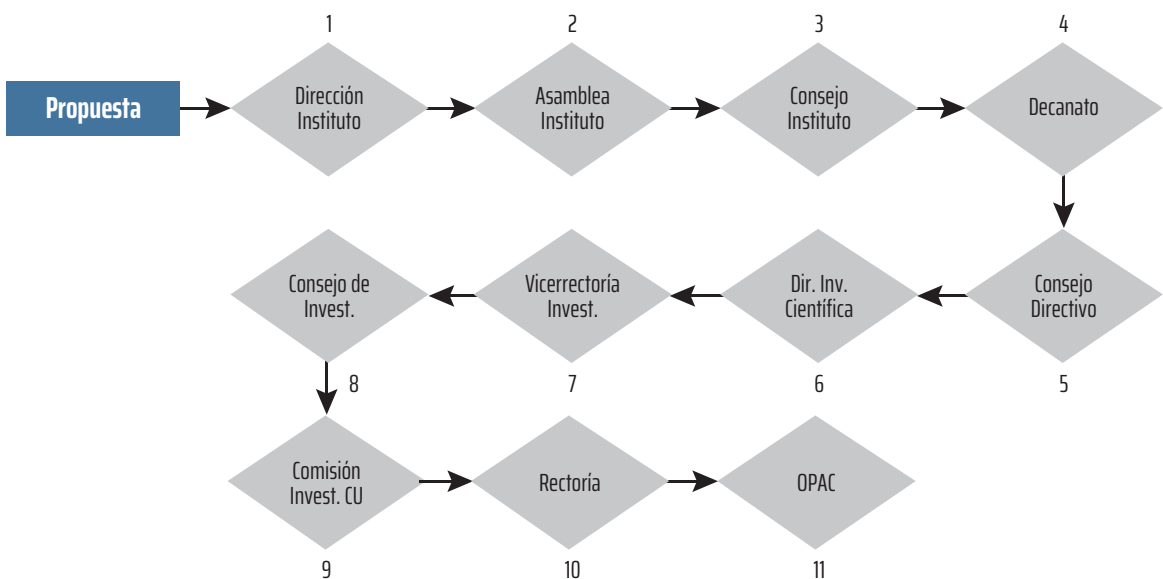 1
2
3
4
Propuesta
Dirección
Instituto
Asamblea
Instituto
Consejo
Instituto
Decanato
Consejo de
Invest.
Vicerrectoría
Invest.
Dir. Inv.
Científica
Consejo
Directivo
8
7
6
5
Comisión
Invest. CU
Rectoría
OPAC
9
10
11